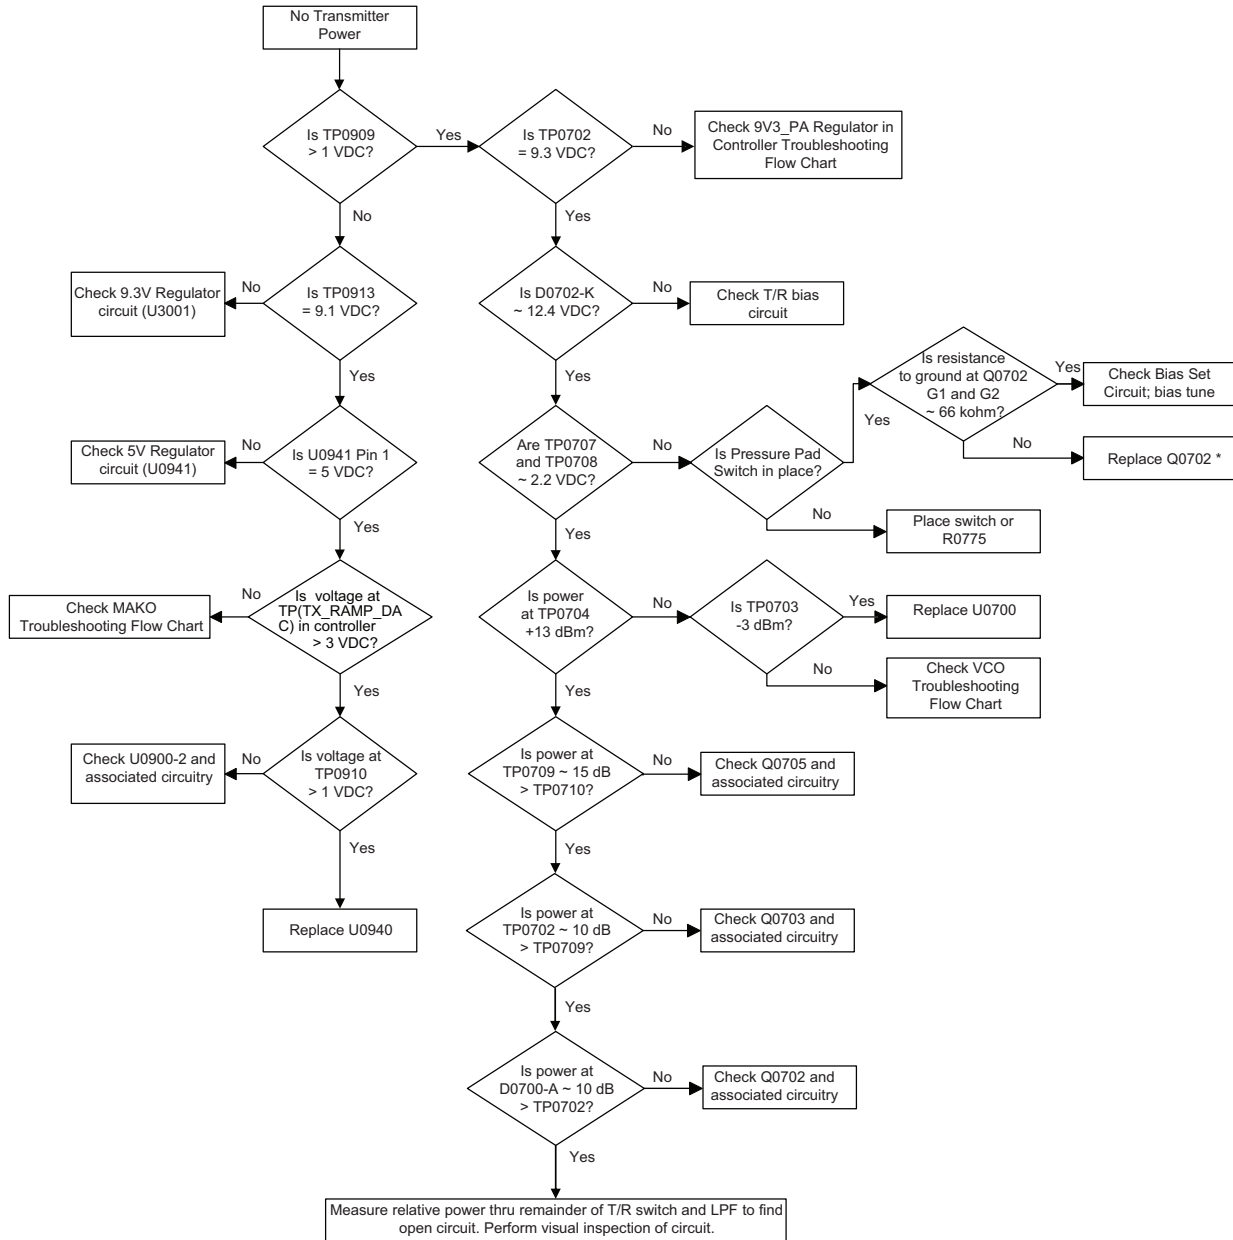 No Transmitter
Power
Is TP0909
> 1 VDC?
Yes
No
Is TP0702
= 9.3 VDC?
No
Yes
Check 9V3_PA Regulator in
Controller Troubleshooting
Flow Chart
Is TP0913
= 9.1 VDC?
No
Yes
Check 9.3V Regulator
circuit (U3001)
Is D0702-K
~ 12.4 VDC?
No
Yes
Check T/R bias
circuit
Is U0941 Pin 1
= 5 VDC?
No
Yes
Check 5V Regulator
circuit (U0941)
Are TP0707
and TP0708
~ 2.2 VDC?
No
Yes
Is Pressure Pad
Switch in place?
Yes
No
Is resistance
to ground at Q0702
G1 and G2
~ 66 kohm?
Yes
No
Check Bias Set
Circuit; bias tune
Replace Q0702 *
Place switch or
R0775
Is voltage at
TP(TX_RAMP_DA
C) in controller
> 3 VDC?
No
Yes
Check MAKO
Troubleshooting Flow Chart
Is power
at TP0704
+13 dBm?
No
Yes
Is TP0703
-3 dBm?
Yes
No
Replace U0700
Check VCO
Troubleshooting
Flow Chart
Is voltage at
TP0910
> 1 VDC?
No
Yes
Check U0900-2 and
associated circuitry
Replace U0940
Is power at
TP0709 ~ 15 dB
> TP0710?
No
Yes
Check Q0705 and
associated circuitry
Is power at
TP0702 ~ 10 dB
> TP0709?
No
Yes
Check Q0703 and
associated circuitry
Is power at
D0700-A ~ 10 dB
> TP0702?
No
Yes
Check Q0702 and
associated circuitry
Measure relative power thru remainder of T/R switch and LPF to find
open circuit. Perform visual inspection of circuit.